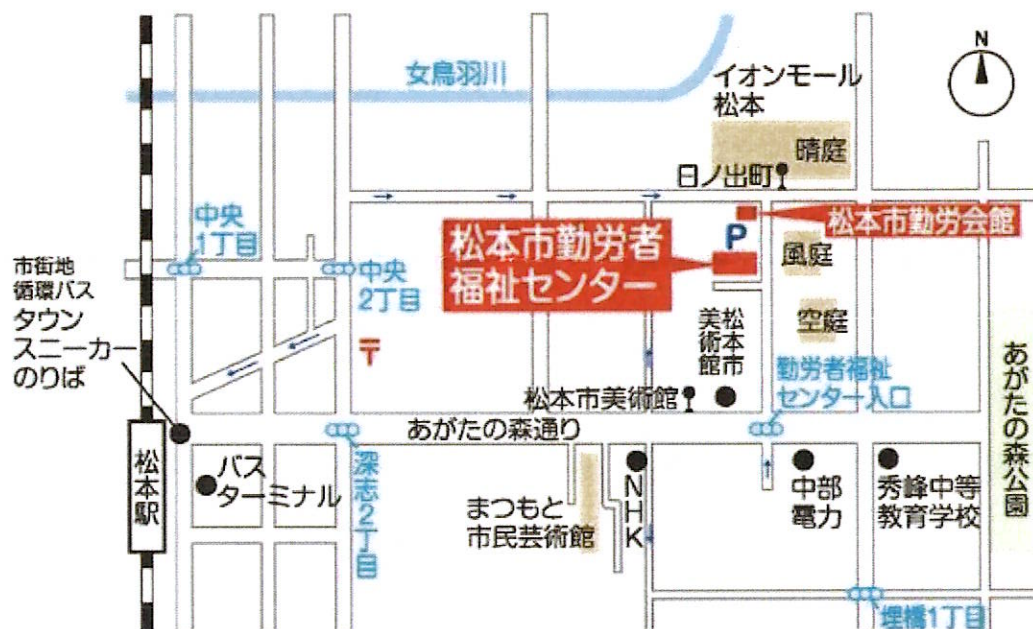 女鳥羽川
イオンモール
松本
晴庭
N
日ノ出町
松本市勤労会館
中央
1丁目
松本市勤労者
福祉センター
P
風庭
中央
2丁目
市街地
循環バス
タウン
スニーカー
のりば
空庭
松本市
美術館
〒
勤労者福祉
センター入口
あがたの森公園
松本市美術館
あがたの森通り
松本駅
バス
ターミナル
深志2丁目
まつもと
市民芸術館
NHK
中部
電力
秀峰中等
教育学校
埋橋1丁目